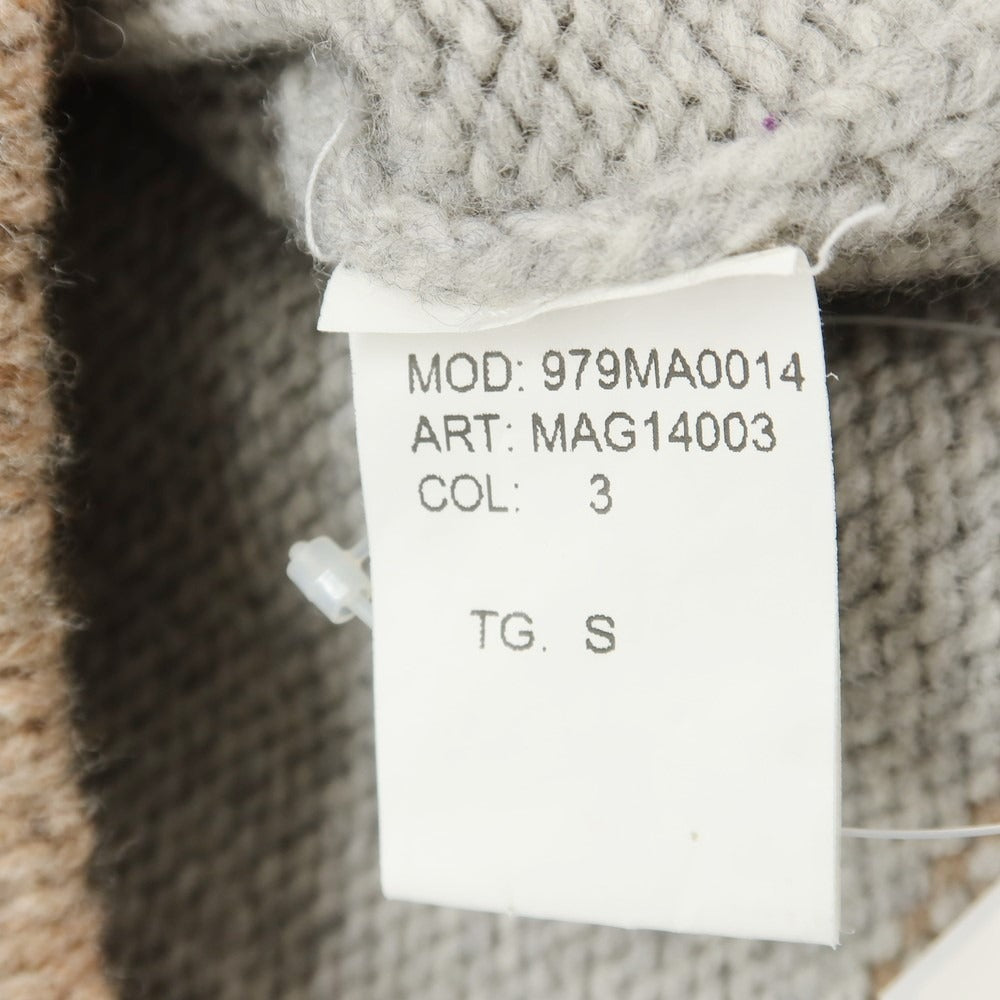 MOD: 979MA0014
ART: MAG14003
COL: 3
TG. S